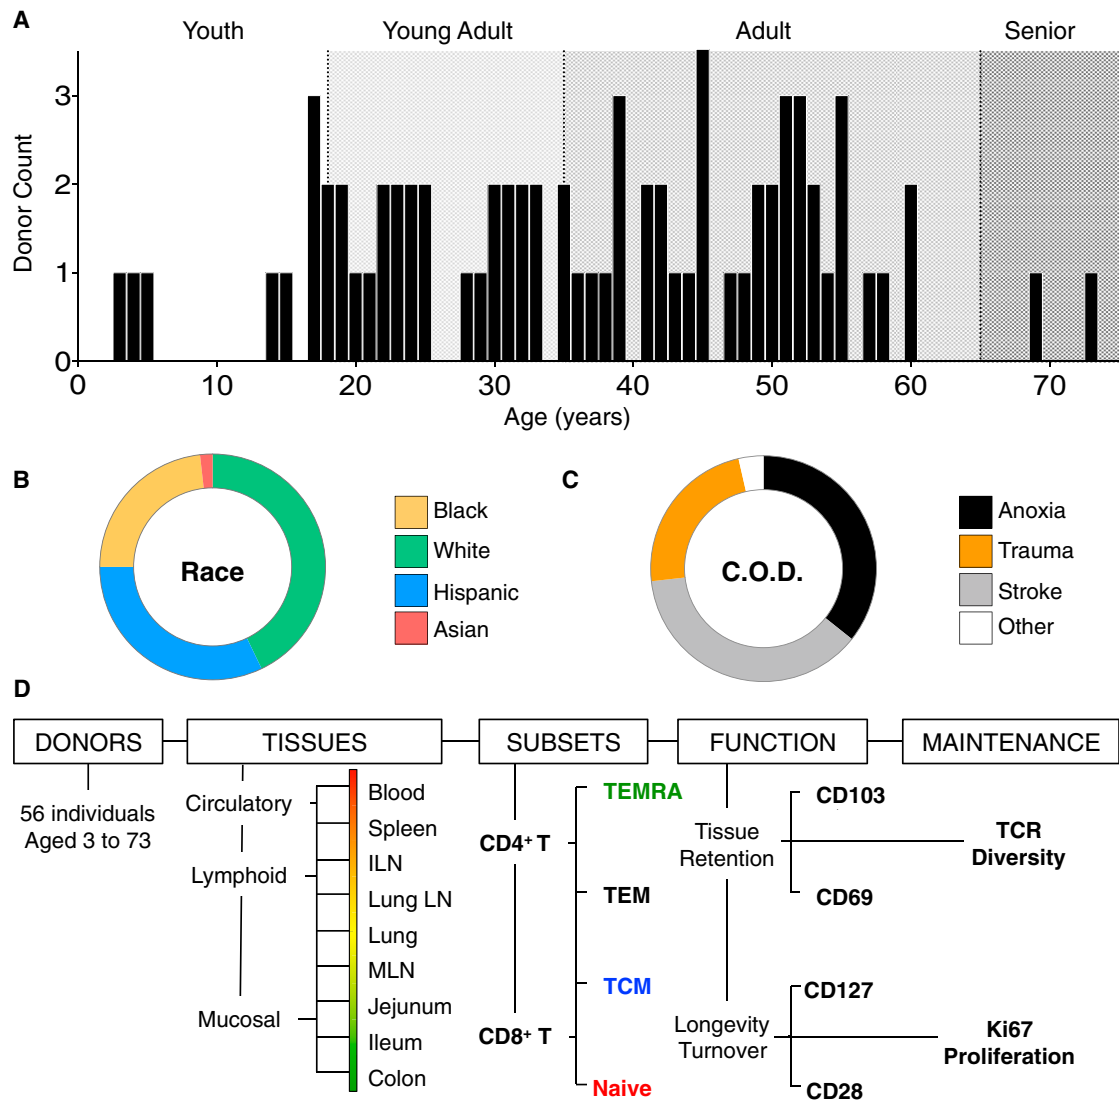 A
Youth Young Adult Adult Senior
Donor Count
3
2
1
0
0 10 20 30 40 50 60 70
Age (years)
B
Race
Black
White
Hispanic
Asian
C
C.O.D.
Anoxia
Trauma
Stroke
Other
D
DONORS TISSUES SUBSETS FUNCTION MAINTENANCE
56 individuals
Aged 3 to 73
Circulatory
Lymphoid
Mucosal
Blood
Spleen
ILN
Lung LN
Lung
MLN
Jejunum
Ileum
Colon
CD4⁺ T
CD8⁺ T
TEMRA
TEM
TCM
Naive
Tissue
Retention
Longevity
Turnover
CD103
CD69
CD127
CD28
TCR
Diversity
Ki67
Proliferation